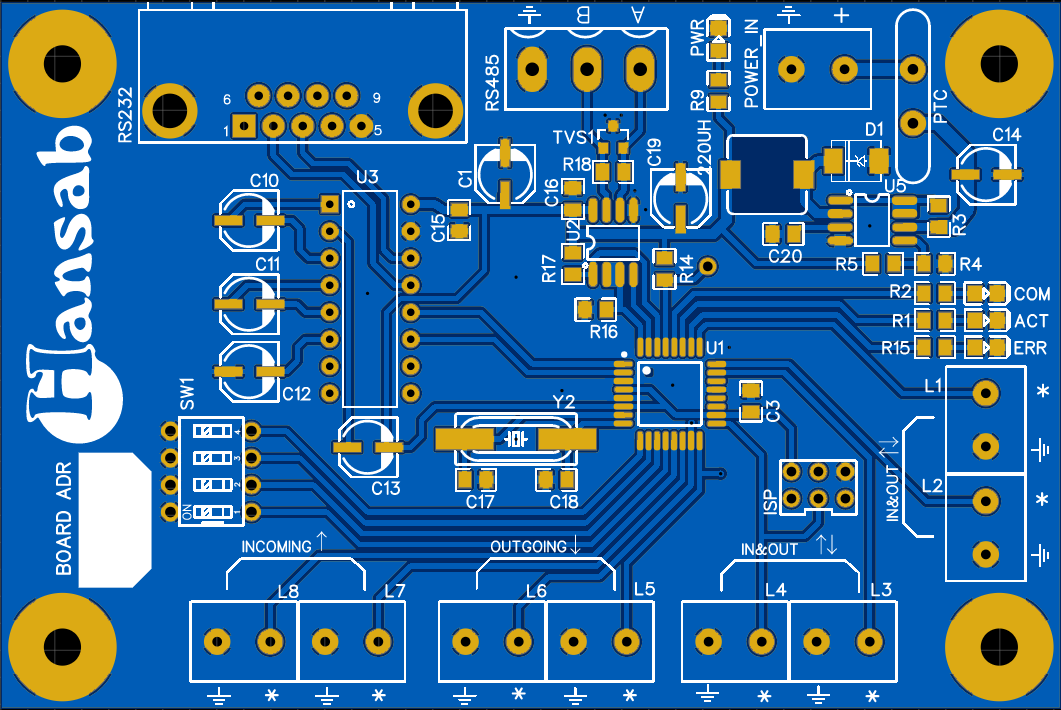 RS232
6
9
1
5
RS485
B
A
PWR
R9
POWER_IN
+
PTC
Hansab
TVS1
R18
C1
C16
C19
220UH
D1
C14
C10
U3
C15
U2
R17
R14
C20
U5
R3
R5
R4
C11
R16
R2
COM
R1
ACT
R15
ERR
U1
C12
SW1
Y2
C3
L1
*
4
3
2
1
ON
C13
C17
C18
ISP
IN&OUT
L2
*
BOARD ADR
INCOMING
OUTGOING
IN&OUT
L8
L7
L6
L5
L4
L3
*
*
*
*
*
*